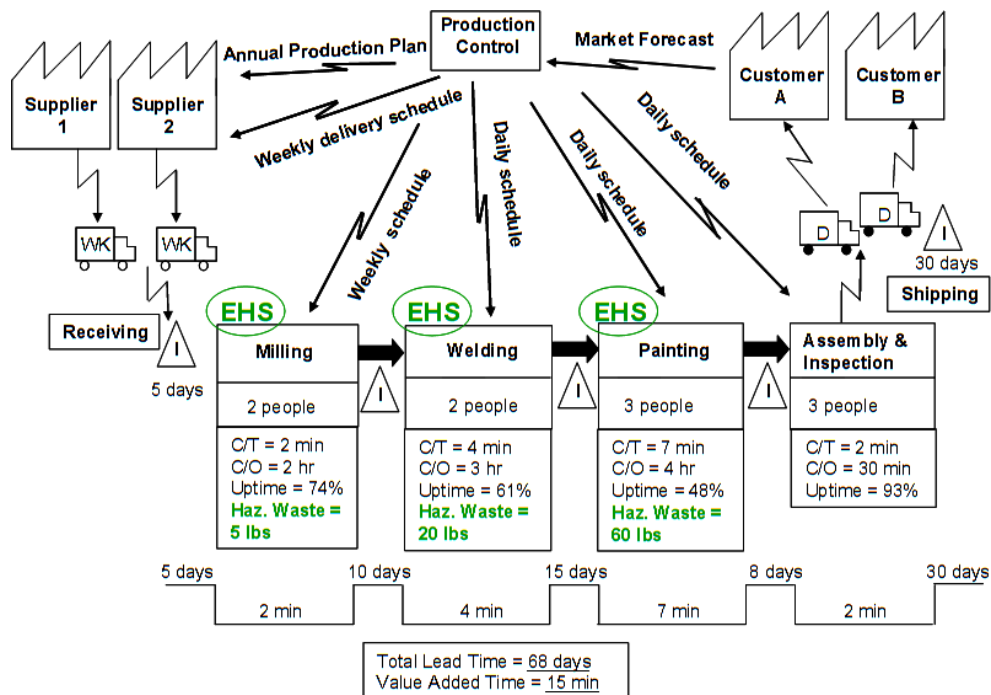 Production
Control
Annual Production Plan
Market Forecast
Supplier
1
Supplier
2
Customer
A
Customer
B
Weekly delivery schedule
Weekly schedule
Daily schedule
Daily schedule
Daily schedule
WK
WK
D
D
I
30 days
Shipping
Receiving
I
5 days
EHS
Milling
2 people
C/T = 2 min
C/O = 2 hr
Uptime = 74%
Haz. Waste =
5 lbs
I
EHS
Welding
2 people
C/T = 4 min
C/O = 3 hr
Uptime = 61%
Haz. Waste =
20 lbs
I
EHS
Painting
3 people
C/T = 7 min
C/O = 4 hr
Uptime = 48%
Haz. Waste =
60 lbs
I
Assembly &
Inspection
3 people
C/T = 2 min
C/O = 30 min
Uptime = 93%
5 days
10 days
15 days
8 days
30 days
2 min
4 min
7 min
2 min
Total Lead Time = 68 days
Value Added Time = 15 min